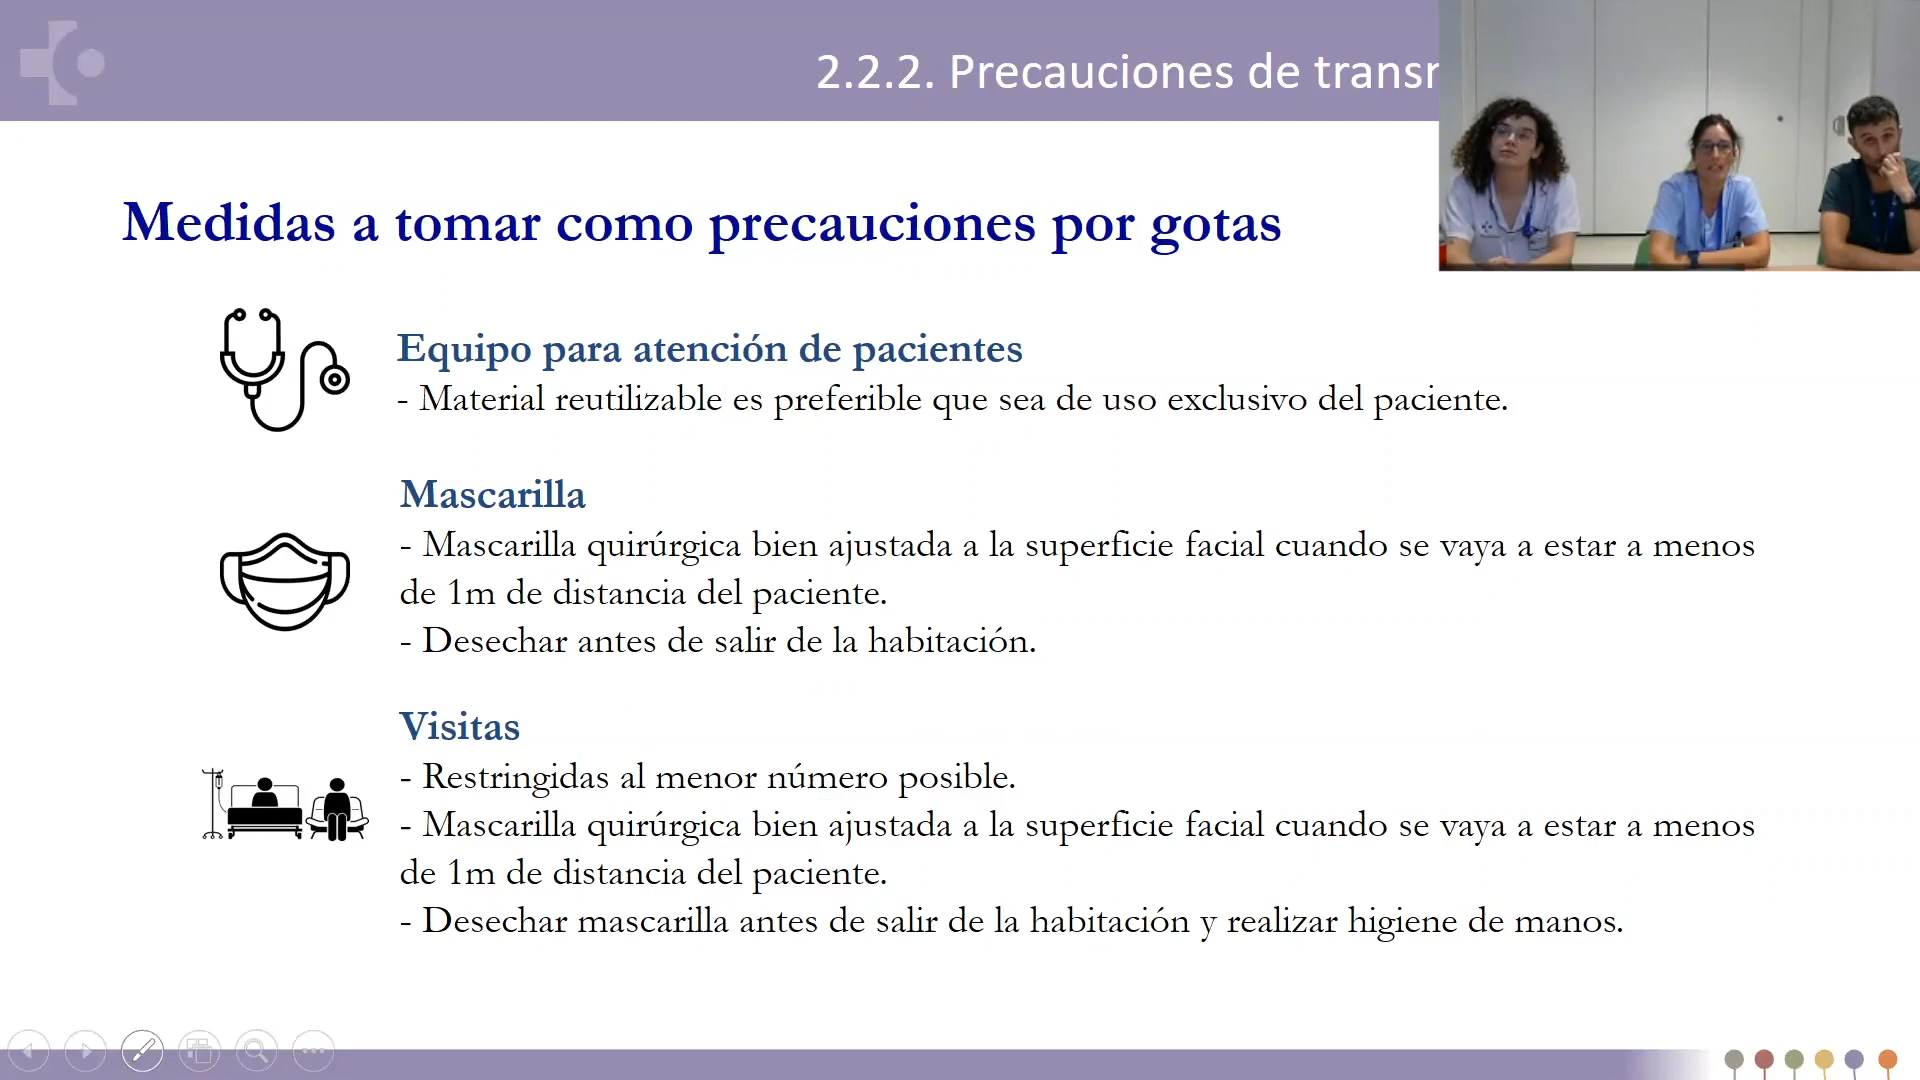 2.2.2. Precauciones de trans
Medidas a tomar como precauciones por gotas
Equipo para atención de pacientes
- Material reutilizable es preferible que sea de uso exclusivo del paciente.
Mascarilla
- Mascarilla quirúrgica bien ajustada a la superficie facial cuando se vaya a estar a menos
de 1m de distancia del paciente.
- Desechar antes de salir de la habitación.
Visitas
- Restringidas al menor número posible.
- Mascarilla quirúrgica bien ajustada a la superficie facial cuando se vaya a estar a menos
de 1m de distancia del paciente.
- Desechar mascarilla antes de salir de la habitación y realizar higiene de manos.